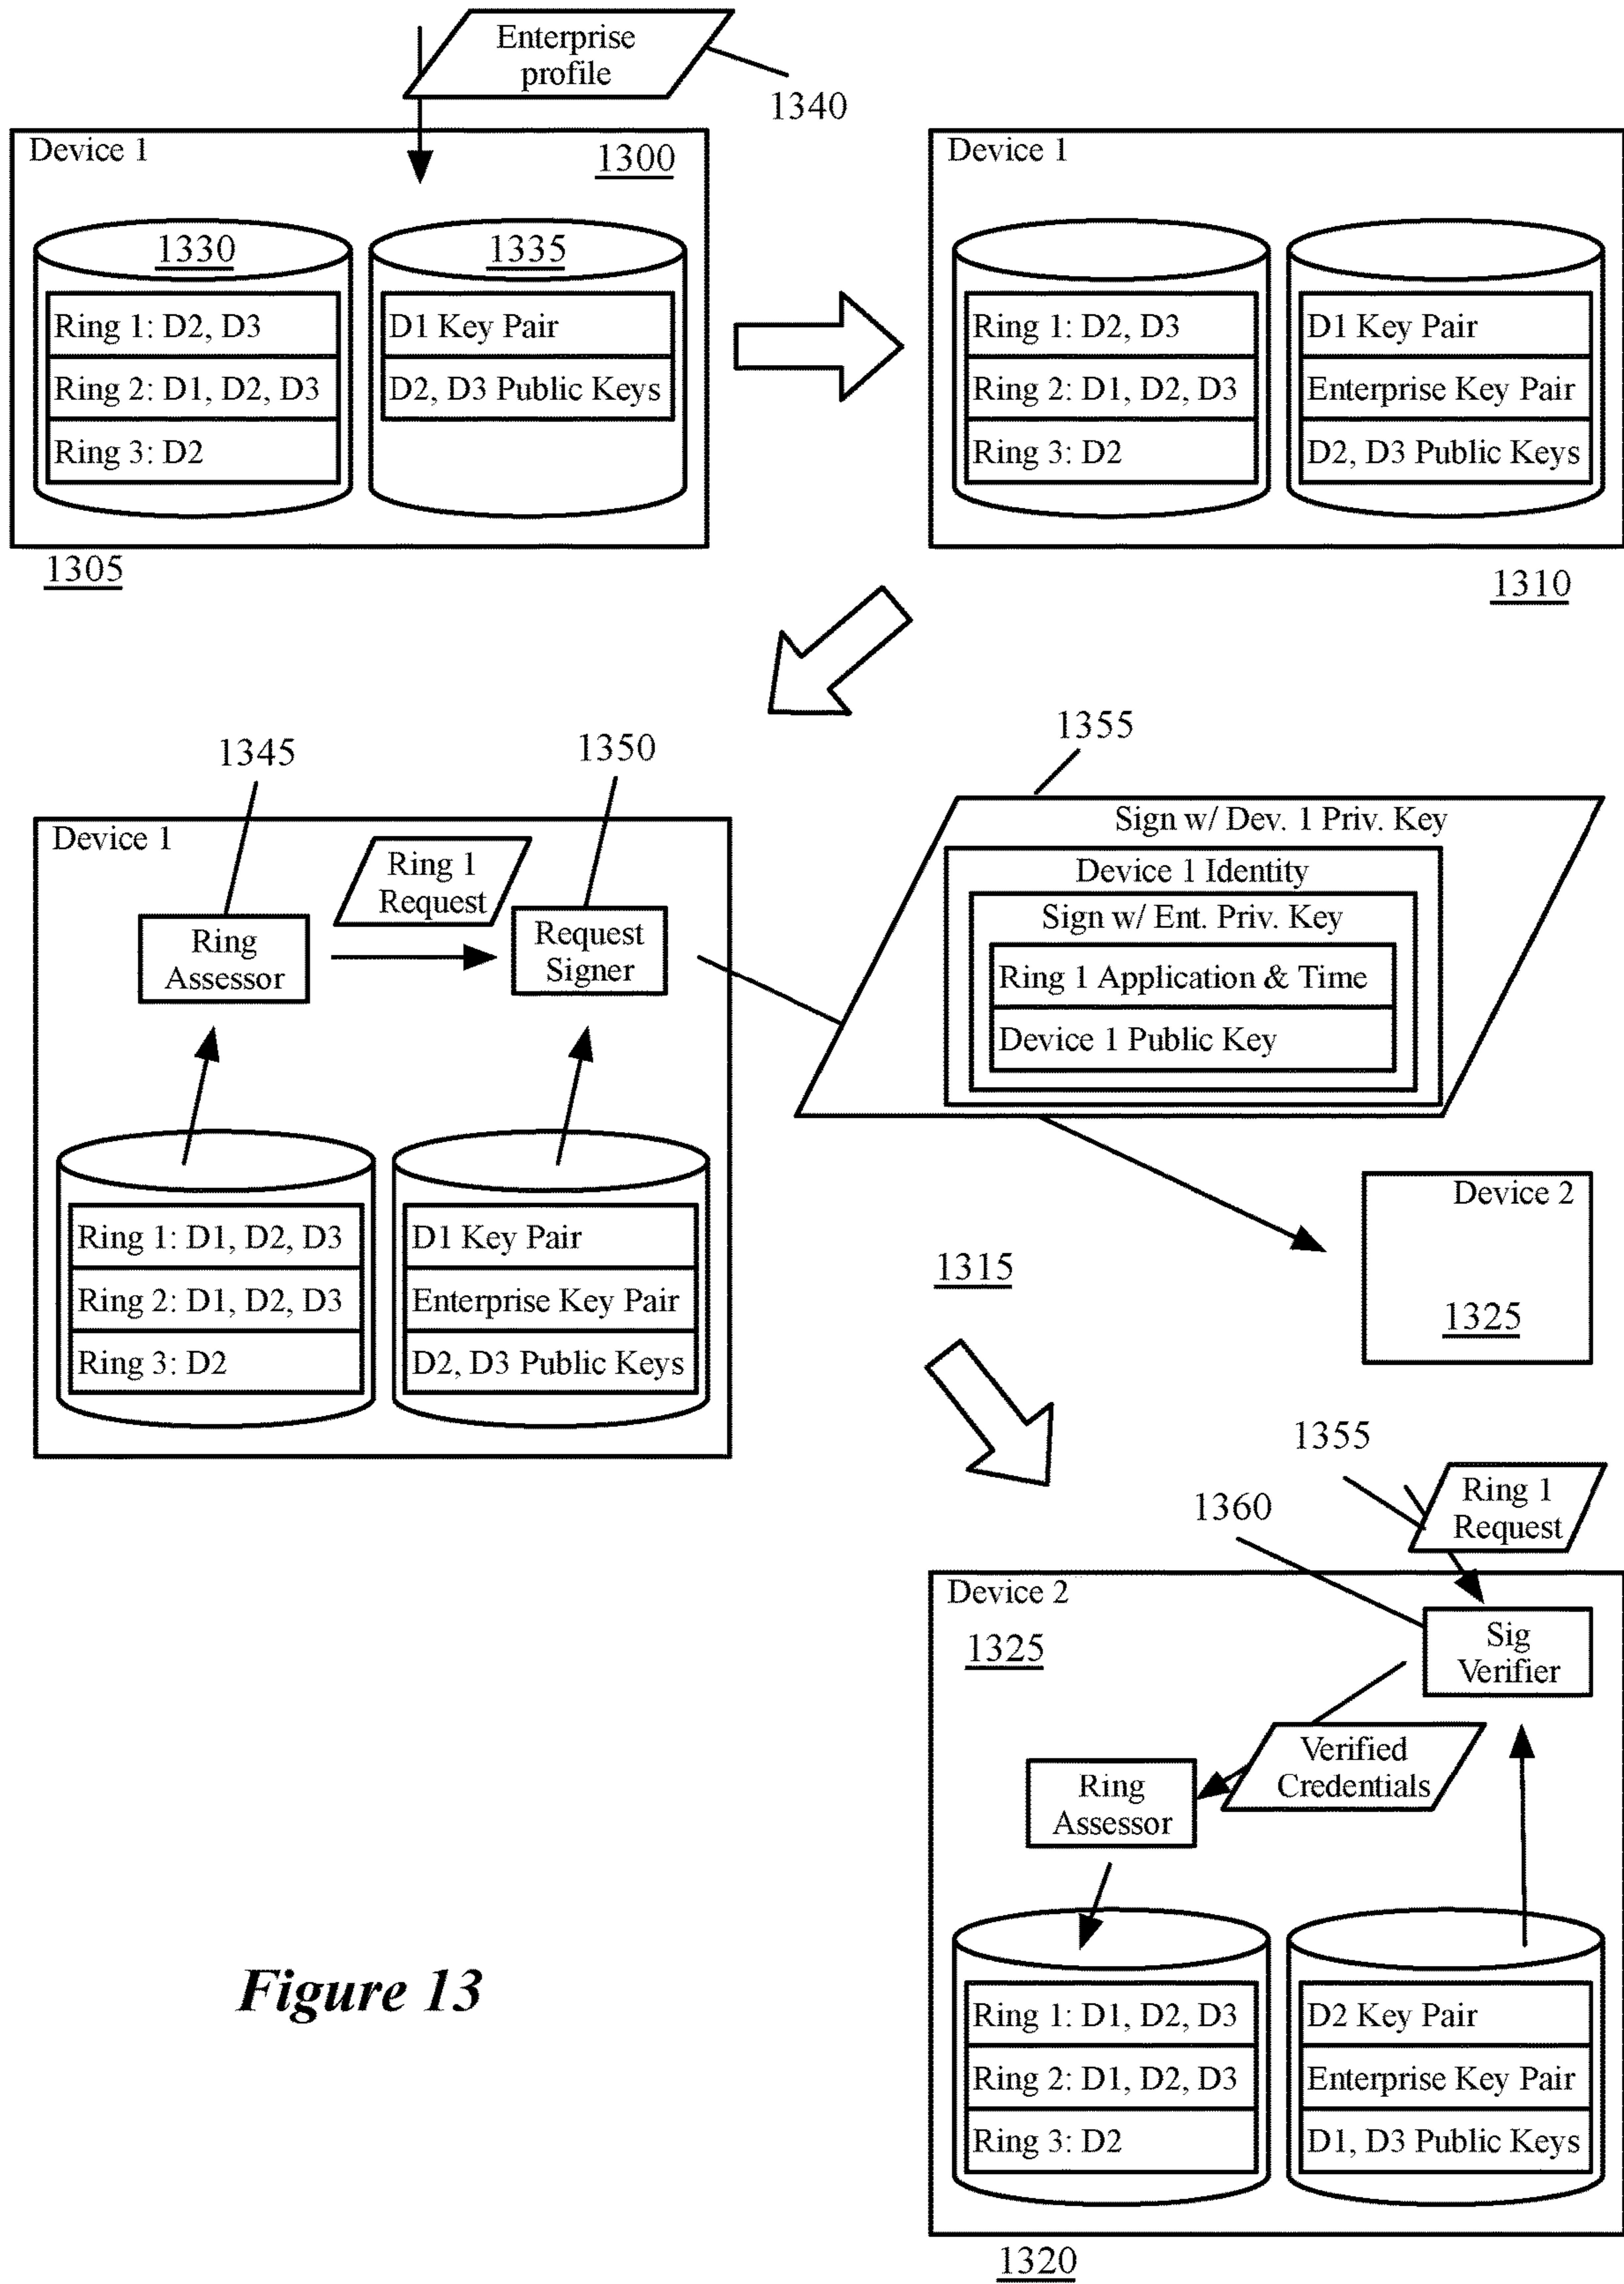 Enterprise
profile
1340
Device 1
1300
1330
1335
Ring 1: D2, D3
Ring 2: D1, D2, D3
Ring 3: D2
D1 Key Pair
D2, D3 Public Keys
1305
Device 1
Ring 1: D2, D3
Ring 2: D1, D2, D3
Ring 3: D2
D1 Key Pair
Enterprise Key Pair
D2, D3 Public Keys
1310
1345
1350
Device 1
Ring 1
Request
Ring
Assessor
Request
Signer
Ring 1: D1, D2, D3
Ring 2: D1, D2, D3
Ring 3: D2
D1 Key Pair
Enterprise Key Pair
D2, D3 Public Keys
1355
Sign w/ Dev. 1 Priv. Key
Device 1 Identity
Sign w/ Ent. Priv. Key
Ring 1 Application & Time
Device 1 Public Key
Device 2
1325
1315
1355
Ring 1
Request
1360
Device 2
1325
Sig
Verifier
Verified
Credentials
Ring
Assessor
Ring 1: D1, D2, D3
Ring 2: D1, D2, D3
Ring 3: D2
D2 Key Pair
Enterprise Key Pair
D1, D3 Public Keys
1320
Figure 13